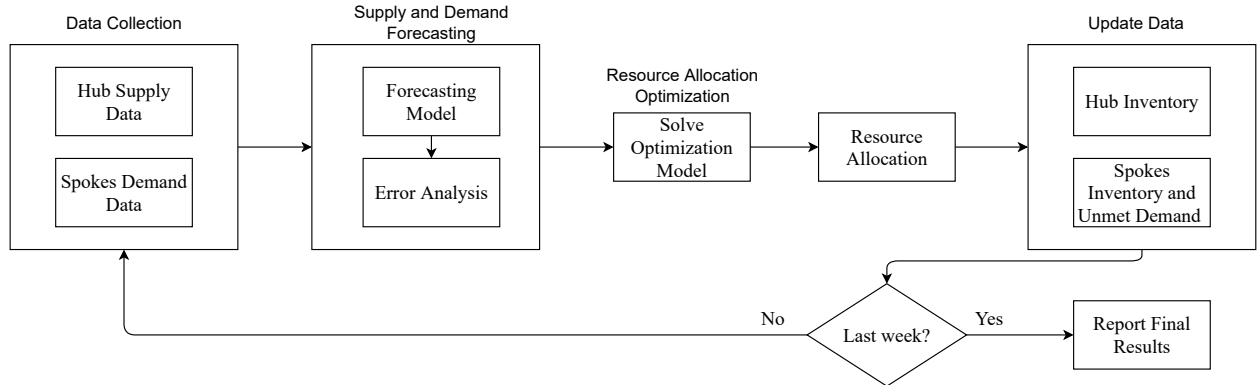 Data Collection
Hub Supply
Data
Spokes Demand
Data
Supply and Demand
Forecasting
Forecasting
Model
Error Analysis
Resource Allocation
Optimization
Solve
Optimization
Model
Resource
Allocation
Update Data
Hub Inventory
Spokes
Inventory and
Unmet Demand
Last week?
No
Yes
Report Final
Results